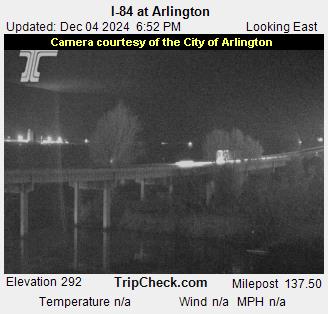 I-84 at Arlington
Updated: Dec 04 2024 6:52 PM Looking East
Camera courtesy of the City of Arlington
Elevation 292 TripCheck.com Milepost 137.50
Temperature n/a Wind n/a MPH n/a